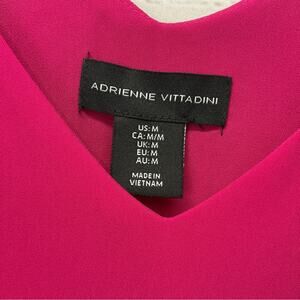 ADRIENNE VITTADINI
US: M
CA: M/M
UK: M
EU: M
AU: M
MADE IN
VIETNAM